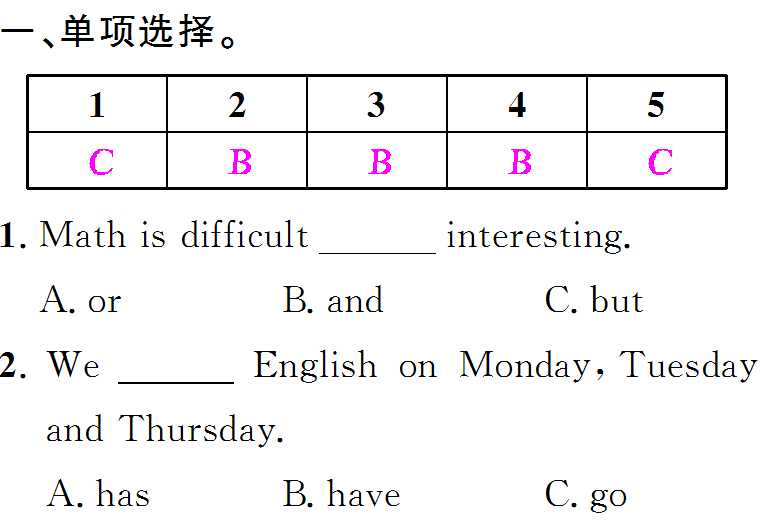 一、单项选择。
1 2 3 4 5
C B B B C
1. Math is difficult ______ interesting.
A. or B. and C. but
2. We ______ English on Monday, Tuesday
and Thursday.
A. has B. have C. go